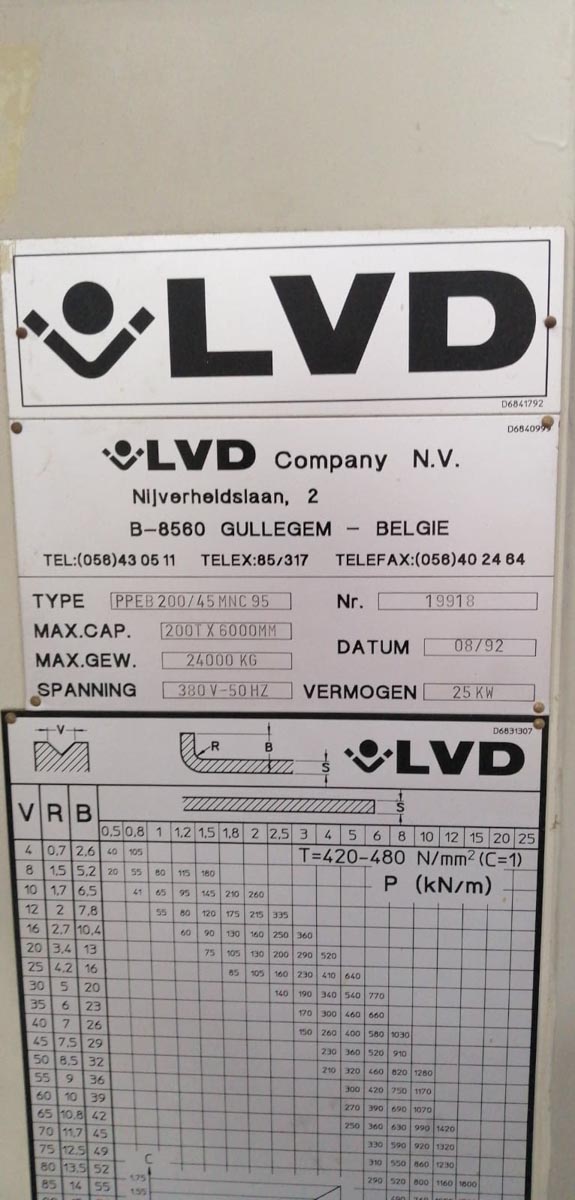 LVD
D6841792
D6840999
LVD Company N.V.
Nijverheidslaan, 2
B-8560 GULLEGEM - BELGIE
TEL:(056)43 05 11 TELEX:85/317 TELEFAX:(056)40 24 64
TYPE PPEB 200/45 MNC 95 Nr. 19918
MAX.CAP. 200T X 6000MM
DATUM 08/92
MAX.GEW. 24000 KG
SPANNING 380 V-50 HZ VERMOGEN 25 KW
D6831307
V R B S LVD
V R B S
0,5 0,8 1 1,2 1,5 1,8 2 2,5 3 4 5 6 8 10 12 15 20 25
4 0,7 2,6 40 105 T=420-480 N/mm² (C=1)
8 1,5 5,2 20 55 80 115 180 P (kN/m)
10 1,7 6,5 41 65 95 145 210 260
12 2 7,8 55 80 120 175 215 335
16 2,7 10,4 60 90 130 160 250 360
20 3,4 13 75 105 130 200 290 520
25 4,2 16 85 105 160 230 410 640
30 5 20 140 190 340 540 770
35 6 23 170 300 460 660
40 7 26 150 260 400 580 1030
45 7,5 29 230 360 520 910
50 8,5 32 210 320 460 820 1280
55 9 36 300 420 750 1170
60 10 39 270 390 690 1070
65 10,8 42 250 360 630 990 1420
70 11,7 45 330 590 920 1320
75 12,5 49 310 550 860 1230
80 13,5 52 C 290 520 800 1160 1800
85 14 55 1,75
1,55